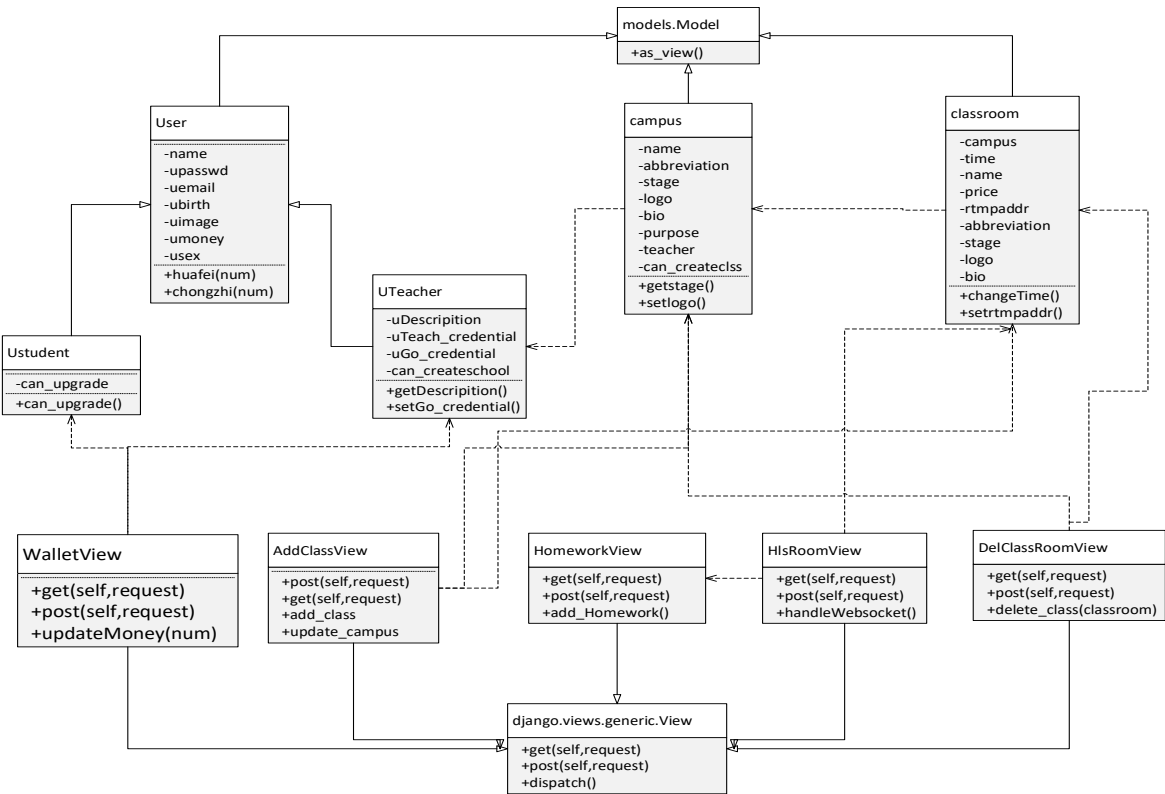 models.Model
+as_view()
User
-name
-upasswd
-uemail
-ubirth
-uimage
-umoney
-usex
+huafei(num)
+chongzhi(num)
campus
-name
-abbreviation
-stage
-logo
-bio
-purpose
-teacher
-can_createclss
+getstage()
+setlogo()
classroom
-campus
-time
-name
-price
-rtmpaddr
-abbreviation
-stage
-logo
-bio
+changeTime()
+setrtmpaddr()
UTeacher
-uDescripition
-uTeach_credential
-uGo_credential
-can_createschool
+getDescripition()
+setGo_credential()
Ustudent
-can_upgrade
+can_upgrade()
WalletView
+get(self,request)
+post(self,request)
+updateMoney(num)
AddClassView
+post(self,request)
+get(self,request)
+add_class
+update_campus
HomeworkView
+get(self,request)
+post(self,request)
+add_Homework()
HlsRoomView
+get(self,request)
+post(self,request)
+handleWebsocket()
DelClassRoomView
+get(self,request)
+post(self,request)
+delete_class(classroom)
django.views.generic.View
+get(self,request)
+post(self,request)
+dispatch()